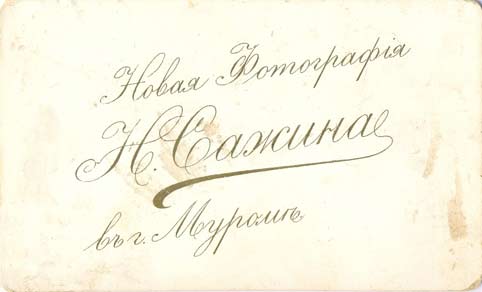 Новая Фотографія
Н. Сажина
въ г. Муромѣ